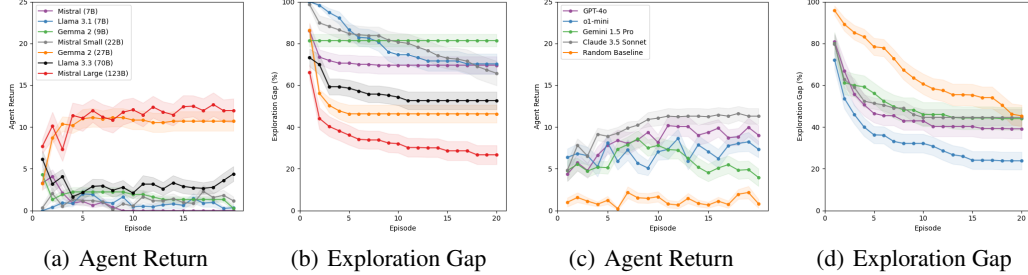 25
20
15
10
5
0
Agent Return
0
5
10
15
Episode
Mistral (7B)
Llama 3.1 (7B)
Gemma 2 (9B)
Mistral Small (22B)
Gemma 2 (27B)
Llama 3.3 (70B)
Mistral Large (123B)
(a) Agent Return
100
80
60
40
20
0
Exploration Gap (%)
0
5
10
15
20
Episode
(b) Exploration Gap
25
20
15
10
5
0
Agent Return
0
5
10
15
Episode
GPT-4o
o1-mini
Gemini 1.5 Pro
Claude 3.5 Sonnet
Random Baseline
(c) Agent Return
100
80
60
40
20
0
Exploration Gap (%)
0
5
10
15
20
Episode
(d) Exploration Gap